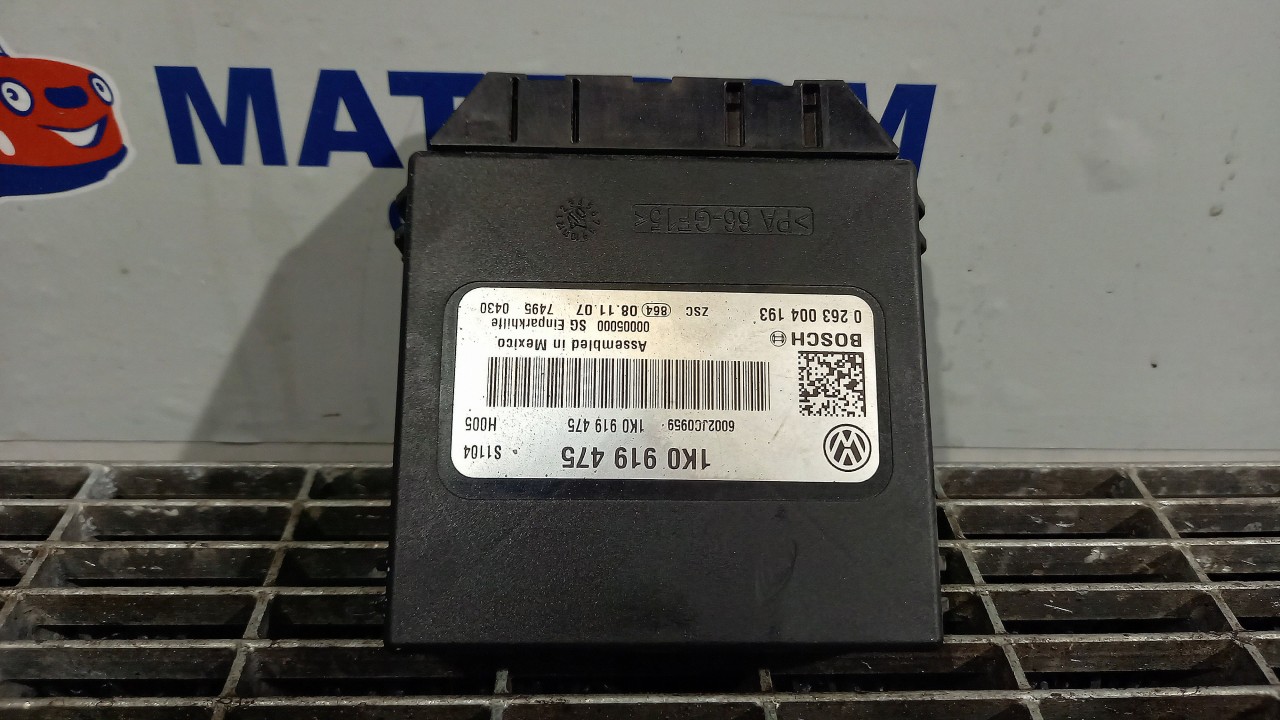 MAT
M
>PA 66-GF15<
1K0 919 475
S1104
6002JC0959 1K0 919 475
H005
Assembled in Mexico
BOSCH
00005000 SG Einparkhilfe
0 263 004 193
ZSC 864 08.11.07 7495 0430